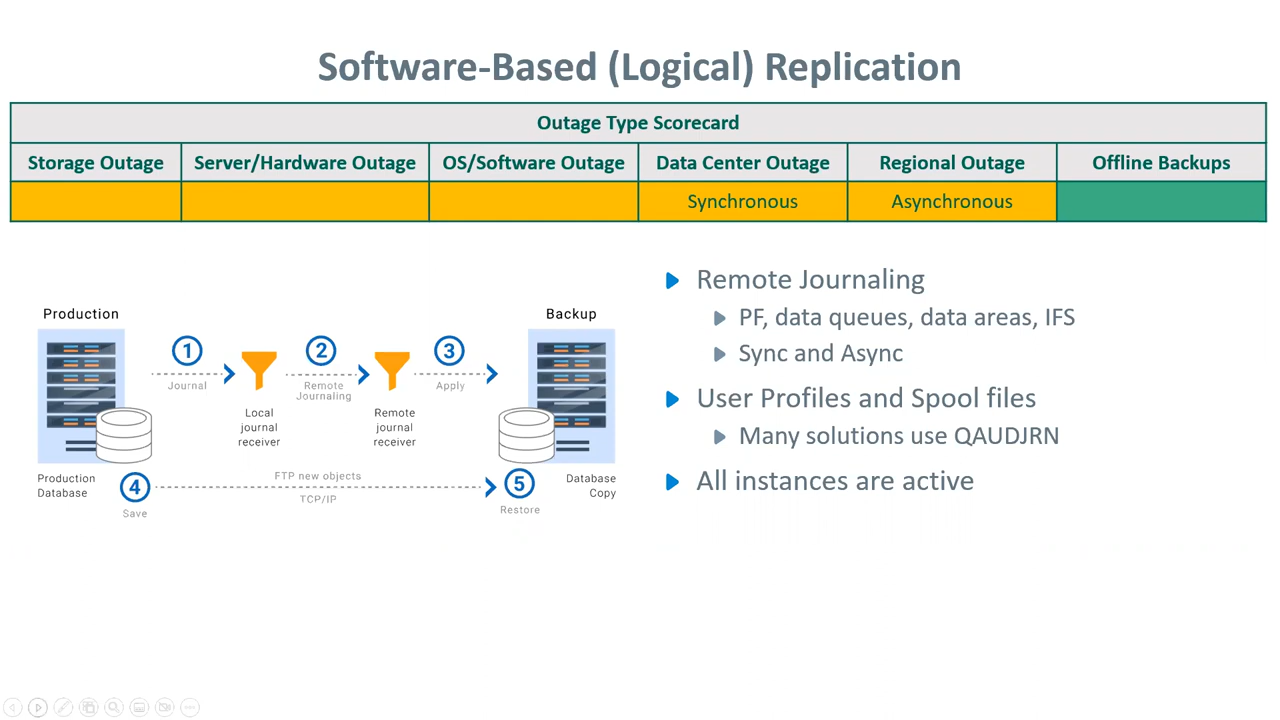 Software-Based (Logical) Replication
Outage Type Scorecard
Storage Outage
Server/Hardware Outage
OS/Software Outage
Data Center Outage
Regional Outage
Offline Backups
Synchronous
Asynchronous
Production
Backup
1
2
3
Journal
Remote
Journaling
Apply
Local
journal
receiver
Remote
journal
receiver
Production
Database
4
Save
FTP new objects
TCP/IP
5
Restore
Database
Copy
Remote Journaling
PF, data queues, data areas, IFS
Sync and Async
User Profiles and Spool files
Many solutions use QAUDJRN
All instances are active